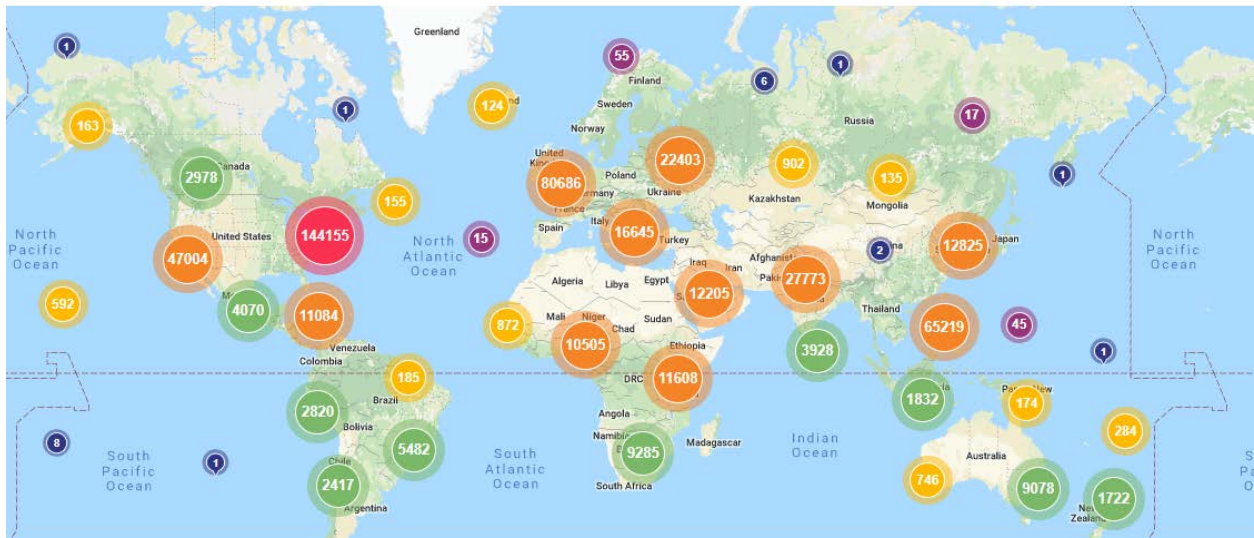 Greenland
1
163
1
2978
Canada
155
124
55
Finland
Sweden
Norway
6
1
Russia
17
1
United
80686
Poland
22403
Ukraine
902
135
Kazakhstan
Mongolia
North
Pacific
Ocean
United States
144155
47004
15
North
Atlantic
Ocean
Spain
Italy
16645
Turkey
2
12825
Japan
North
Pacific
Ocean
592
4070
11084
Algeria
Libya
Egypt
Iraq
Iran
Afghanistan
27773
12205
872
Mali
Niger
Chad
Sudan
10505
Ethiopia
Thailand
65219
45
3928
1
Venezuela
Colombia
185
Brazil
DRC
11608
1832
174
2820
Bolivia
5482
Angola
Namibia
9285
Madagascar
Indian
Ocean
284
8
South
Pacific
Ocean
1
Chile
2417
Argentina
South
Atlantic
Ocean
South Africa
746
Australia
9078
1722
New
Zealand